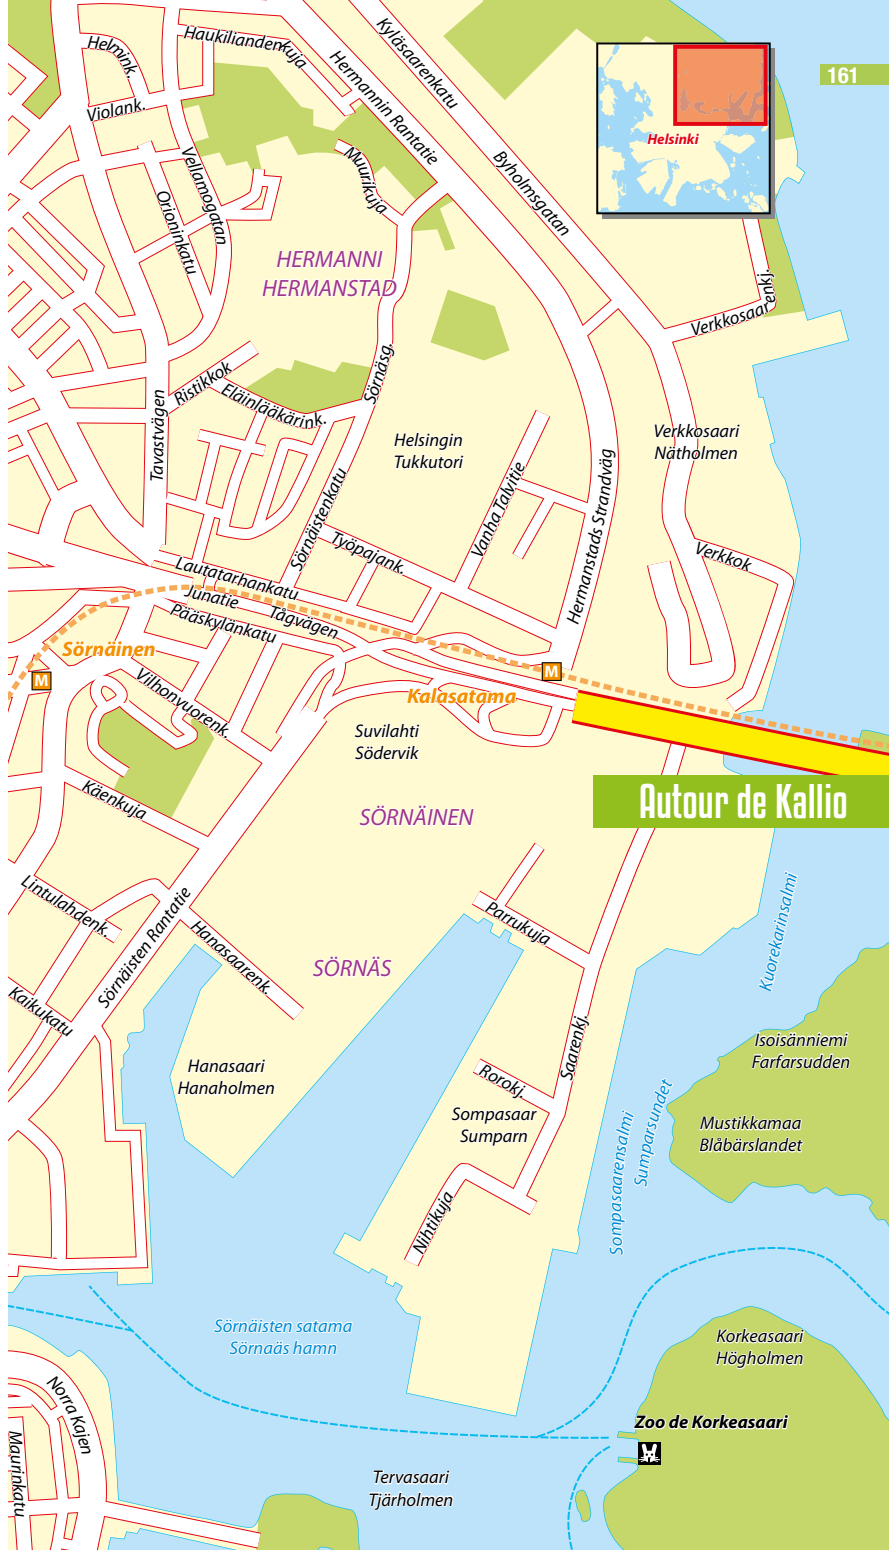 161
Helsinki
Helmink.
Haukiliandenkuja
Violank.
Hermannin Rantatie
Kyläsaarenkatu
Byholmsgatan
Muurikuja
Vellamogatan
Orioninkatu
HERMANNI
HERMANSTAD
Verkkosaarenkj.
Sörnäsg.
Ristikkok
Eläinlääkärink.
Tavastvägen
Helsingin
Tukkutori
Verkkosaari
Nätholmen
Vanha Talvitie
Hermanstads Strandväg
Sörnäistenkatu
Työpajank.
Verkkok
Lautatarhankatu
Junatie
Tågvägen
Pääskylänkatu
Sörnäinen
M
M
Kalasatama
Vilhonvuorenk.
Suvilahti
Södervik
Käenkuja
SÖRNÄINEN
Autour de Kallio
Lintulahdenk.
Sörnäisten Rantatie
Hanasaarenk.
Parrukuja
Kuorekarinsalmi
SÖRNÄS
Kaikukatu
Saarenkj.
Isoisänniemi
Farfarsudden
Hanasaari
Hanaholmen
Rorokj.
Sompasaar
Sumparn
Mustikkamaa
Blåbärslandet
Sompasaarensalmi
Sumparsundet
Nihtikuja
Sörnäisten satama
Sörnaäs hamn
Korkeasaari
Högholmen
Norra Kajen
Zoo de Korkeasaari
Maurinkatu
Tervasaari
Tjärholmen